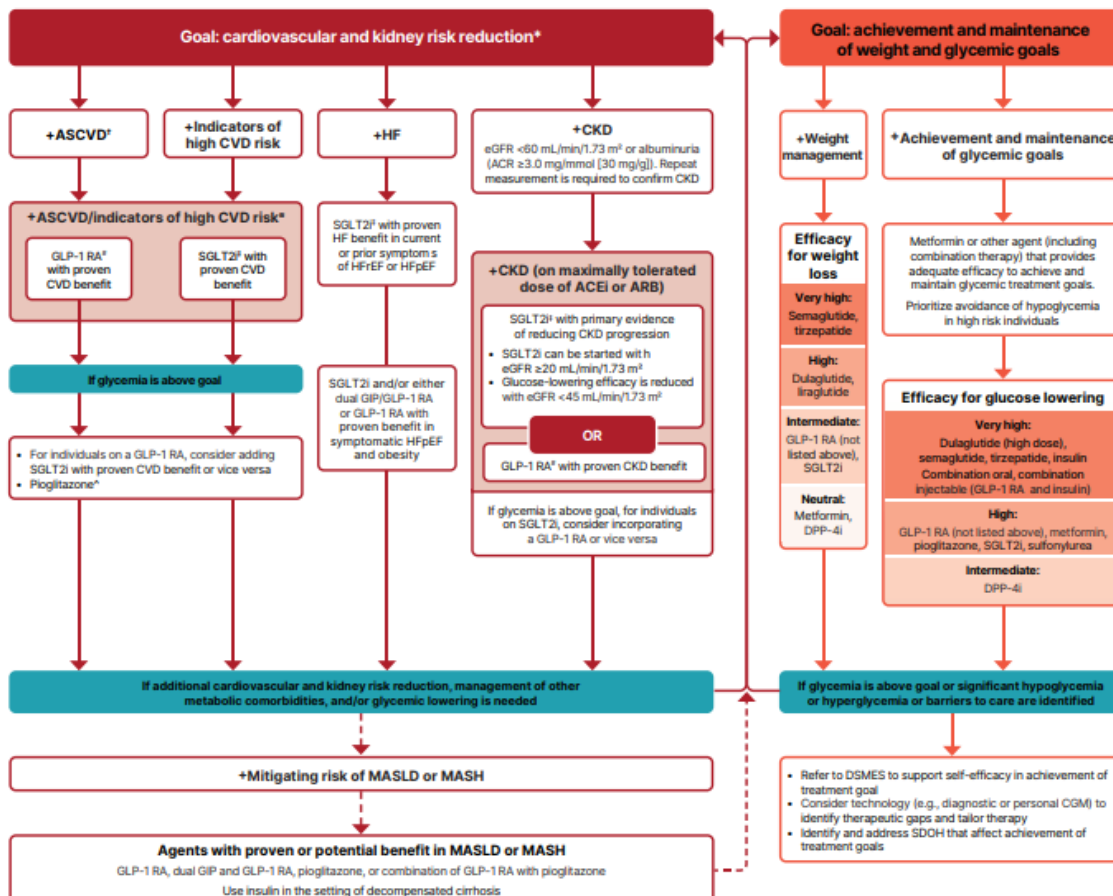 Goal: cardiovascular and kidney risk reduction*
+ASCVD†
+Indicators of
high CVD risk
+ASCVD/indicators of high CVD risk*
GLP-1 RA#
with proven
CVD benefit
SGLT2i‡ with
proven CVD
benefit
If glycemia is above goal
• For individuals on a GLP-1 RA, consider adding
SGLT2i with proven CVD benefit or vice versa
• Pioglitazone^
+HF
SGLT2i‡ with proven
HF benefit in current
or prior symptoms
of HFrEF or HFpEF
SGLT2i and/or either
dual GIP/GLP-1 RA
or GLP-1 RA with
proven benefit in
symptomatic HFpEF
and obesity
+CKD
eGFR <60 mL/min/1.73 m² or albuminuria
(ACR ≥3.0 mg/mmol [30 mg/g]). Repeat
measurement is required to confirm CKD
+CKD (on maximally tolerated
dose of ACEi or ARB)
SGLT2i‡ with primary evidence
of reducing CKD progression
• SGLT2i can be started with
eGFR ≥20 mL/min/1.73 m²
• Glucose-lowering efficacy is reduced
with eGFR <45 mL/min/1.73 m²
OR
GLP-1 RA# with proven CKD benefit
If glycemia is above goal, for individuals
on SGLT2i, consider incorporating
a GLP-1 RA or vice versa
If additional cardiovascular and kidney risk reduction, management of other
metabolic comorbidities, and/or glycemic lowering is needed
+Mitigating risk of MASLD or MASH
Agents with proven or potential benefit in MASLD or MASH
GLP-1 RA, dual GIP and GLP-1 RA, pioglitazone, or combination of GLP-1 RA with pioglitazone
Use insulin in the setting of decompensated cirrhosis
Goal: achievement and maintenance
of weight and glycemic goals
+Weight
management
Efficacy
for weight
loss
Very high:
Semaglutide,
tirzepatide
High:
Dulaglutide,
liraglutide
Intermediate:
GLP-1 RA (not
listed above),
SGLT2i
Neutral:
Metformin,
DPP-4i
+Achievement and maintenance
of glycemic goals
Metformin or other agent (including
combination therapy) that provides
adequate efficacy to achieve and
maintain glycemic treatment goals.
Prioritize avoidance of hypoglycemia
in high risk individuals
Efficacy for glucose lowering
Very high:
Dulaglutide (high dose),
semaglutide, tirzepatide, insulin
Combination oral, combination
injectable (GLP-1 RA and insulin)
High:
GLP-1 RA (not listed above), metformin,
pioglitazone, SGLT2i, sulfonylurea
Intermediate:
DPP-4i
If glycemia is above goal or significant hypoglycemia
or hyperglycemia or barriers to care are identified
• Refer to DSMES to support self-efficacy in achievement of
treatment goal
• Consider technology (e.g., diagnostic or personal CGM) to
identify therapeutic gaps and tailor therapy
• Identify and address SDOH that affect achievement of
treatment goals